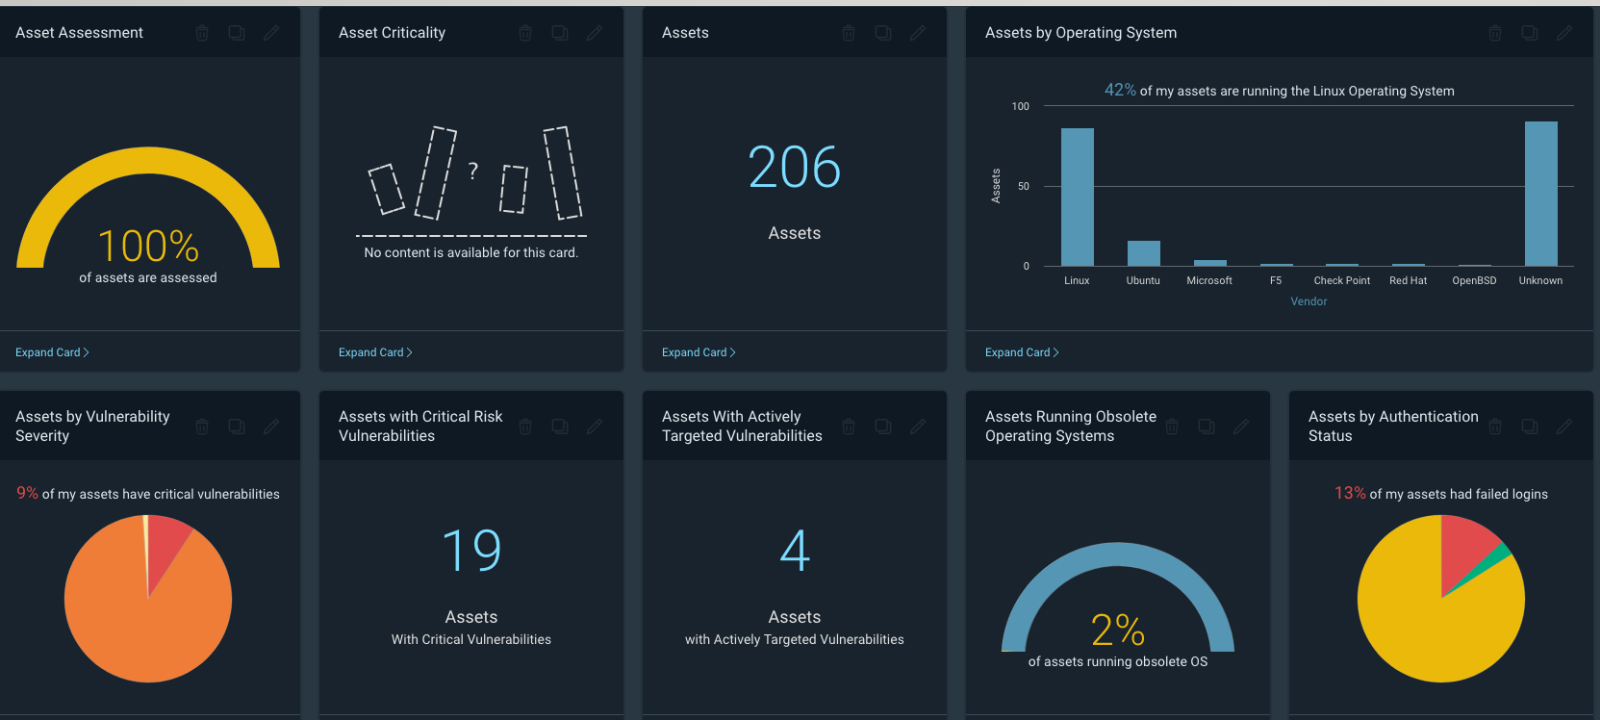 Asset Assessment
100%
of assets are assessed
Expand Card
Asset Criticality
?
No content is available for this card.
Expand Card
Assets
206
Assets
Expand Card
Assets by Operating System
42% of my assets are running the Linux Operating System
100
50
0
Assets
Linux
Ubuntu
Microsoft
F5
Check Point
Red Hat
OpenBSD
Unknown
Vendor
Expand Card
Assets by Vulnerability
Severity
9% of my assets have critical vulnerabilities
Assets with Critical Risk
Vulnerabilities
19
Assets
With Critical Vulnerabilities
Assets With Actively
Targeted Vulnerabilities
4
Assets
with Actively Targeted Vulnerabilities
Assets Running Obsolete
Operating Systems
2%
of assets running obsolete OS
Assets by Authentication
Status
13% of my assets had failed logins